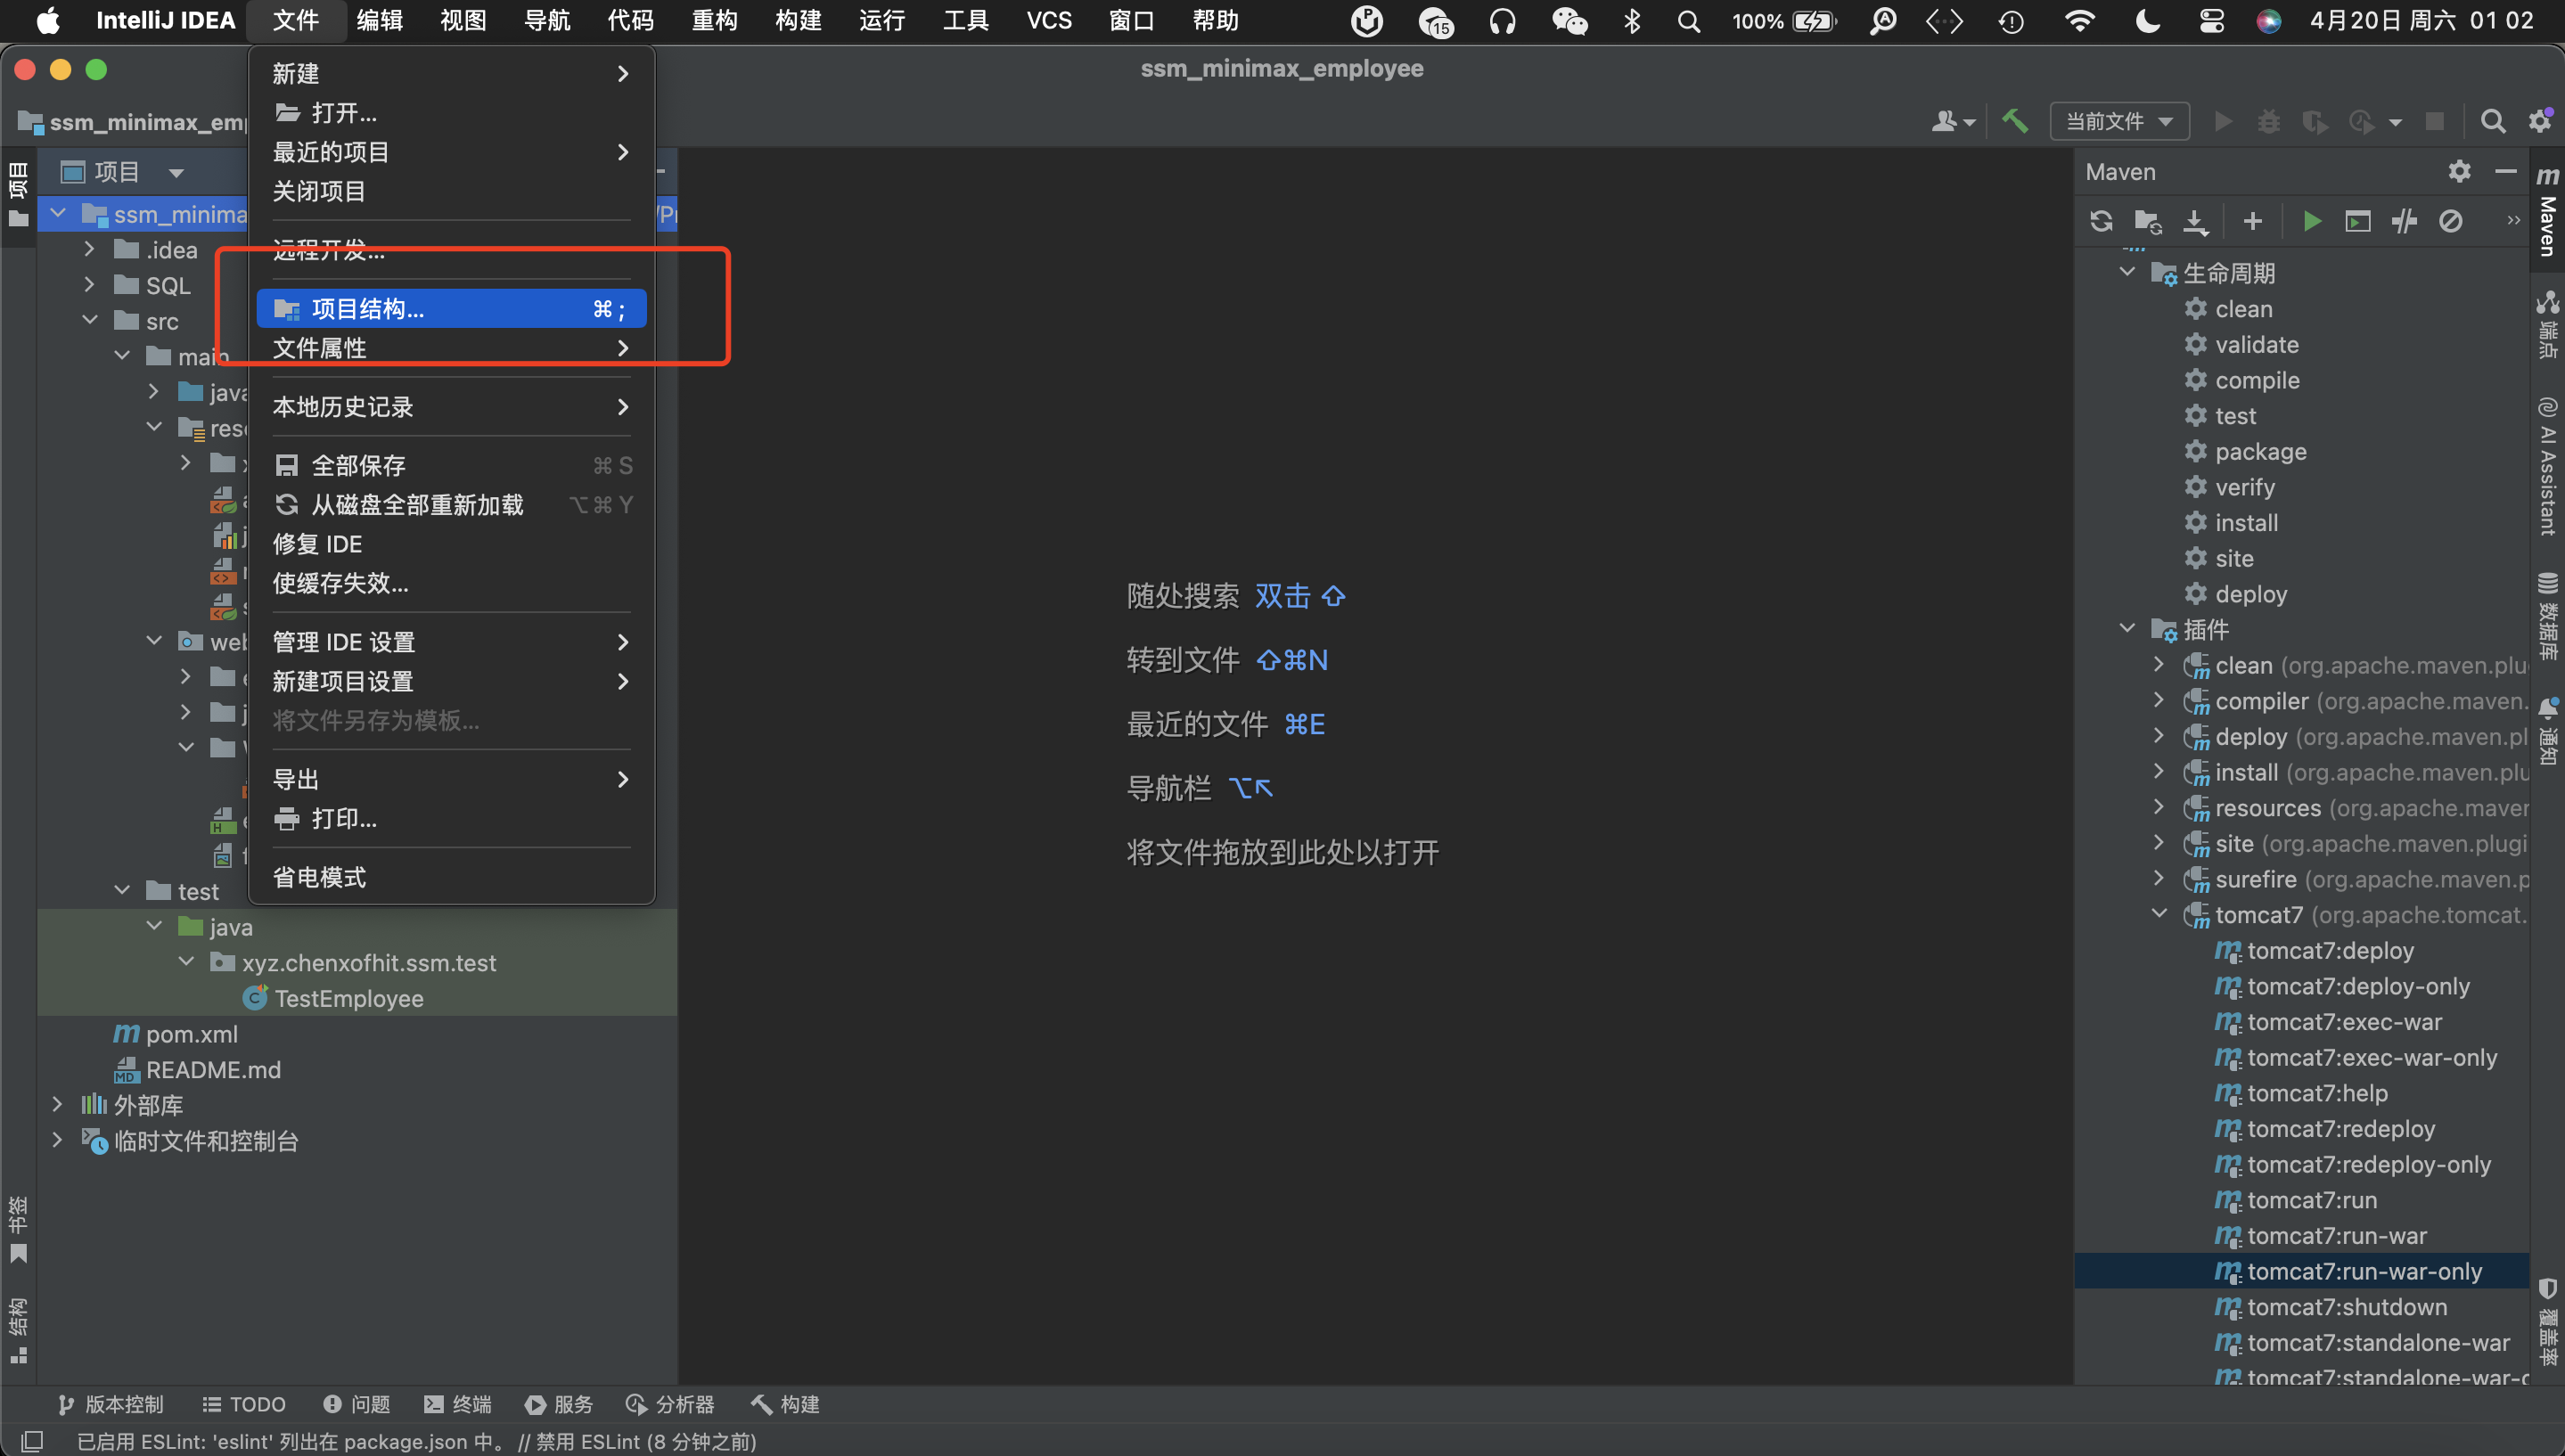 IntelliJ IDEA 文件 编辑 视图 导航 代码 重构 构建 运行 工具 VCS 窗口 帮助 15 100% 4月20日 周六 01 02
ssm_minimax_employee
ssm_minimax_em
当前文件
项目
新建
打开...
最近的项目
关闭项目
远程开发...
项目结构... ⌘ ;
文件属性
本地历史记录
全部保存 ⌘ S
从磁盘全部重新加载 ⌥ ⌘ Y
修复 IDE
使缓存失效...
管理 IDE 设置
新建项目设置
将文件另存为模板...
导出
打印...
省电模式
项目
书签
结构
ssm_minima
.idea
SQL
src
main
java
test
java
xyz.chenxofhit.ssm.test
TestEmployee
pom.xml
README.md
外部库
临时文件和控制台
随处搜索 双击 ⇧
转到文件 ⇧⌘N
最近的文件 ⌘E
导航栏 ⌥↖
将文件拖放到此处以打开
Maven
生命周期
clean
validate
compile
test
package
verify
install
site
deploy
插件
clean (org.apache.maven.plu
compiler (org.apache.maven.
deploy (org.apache.maven.pl
install (org.apache.maven.plu
resources (org.apache.maven
site (org.apache.maven.plugi
surefire (org.apache.maven.p
tomcat7 (org.apache.tomcat.
tomcat7:deploy
tomcat7:deploy-only
tomcat7:exec-war
tomcat7:exec-war-only
tomcat7:help
tomcat7:redeploy
tomcat7:redeploy-only
tomcat7:run
tomcat7:run-war
tomcat7:run-war-only
tomcat7:shutdown
tomcat7:standalone-war
tomcat7:standalone-war-o
Maven
端点
AI Assistant
数据库
通知
覆盖率
版本控制 TODO 问题 终端 服务 分析器 构建
已启用 ESLint: 'eslint' 列出在 package.json 中。 // 禁用 ESLint (8 分钟之前)